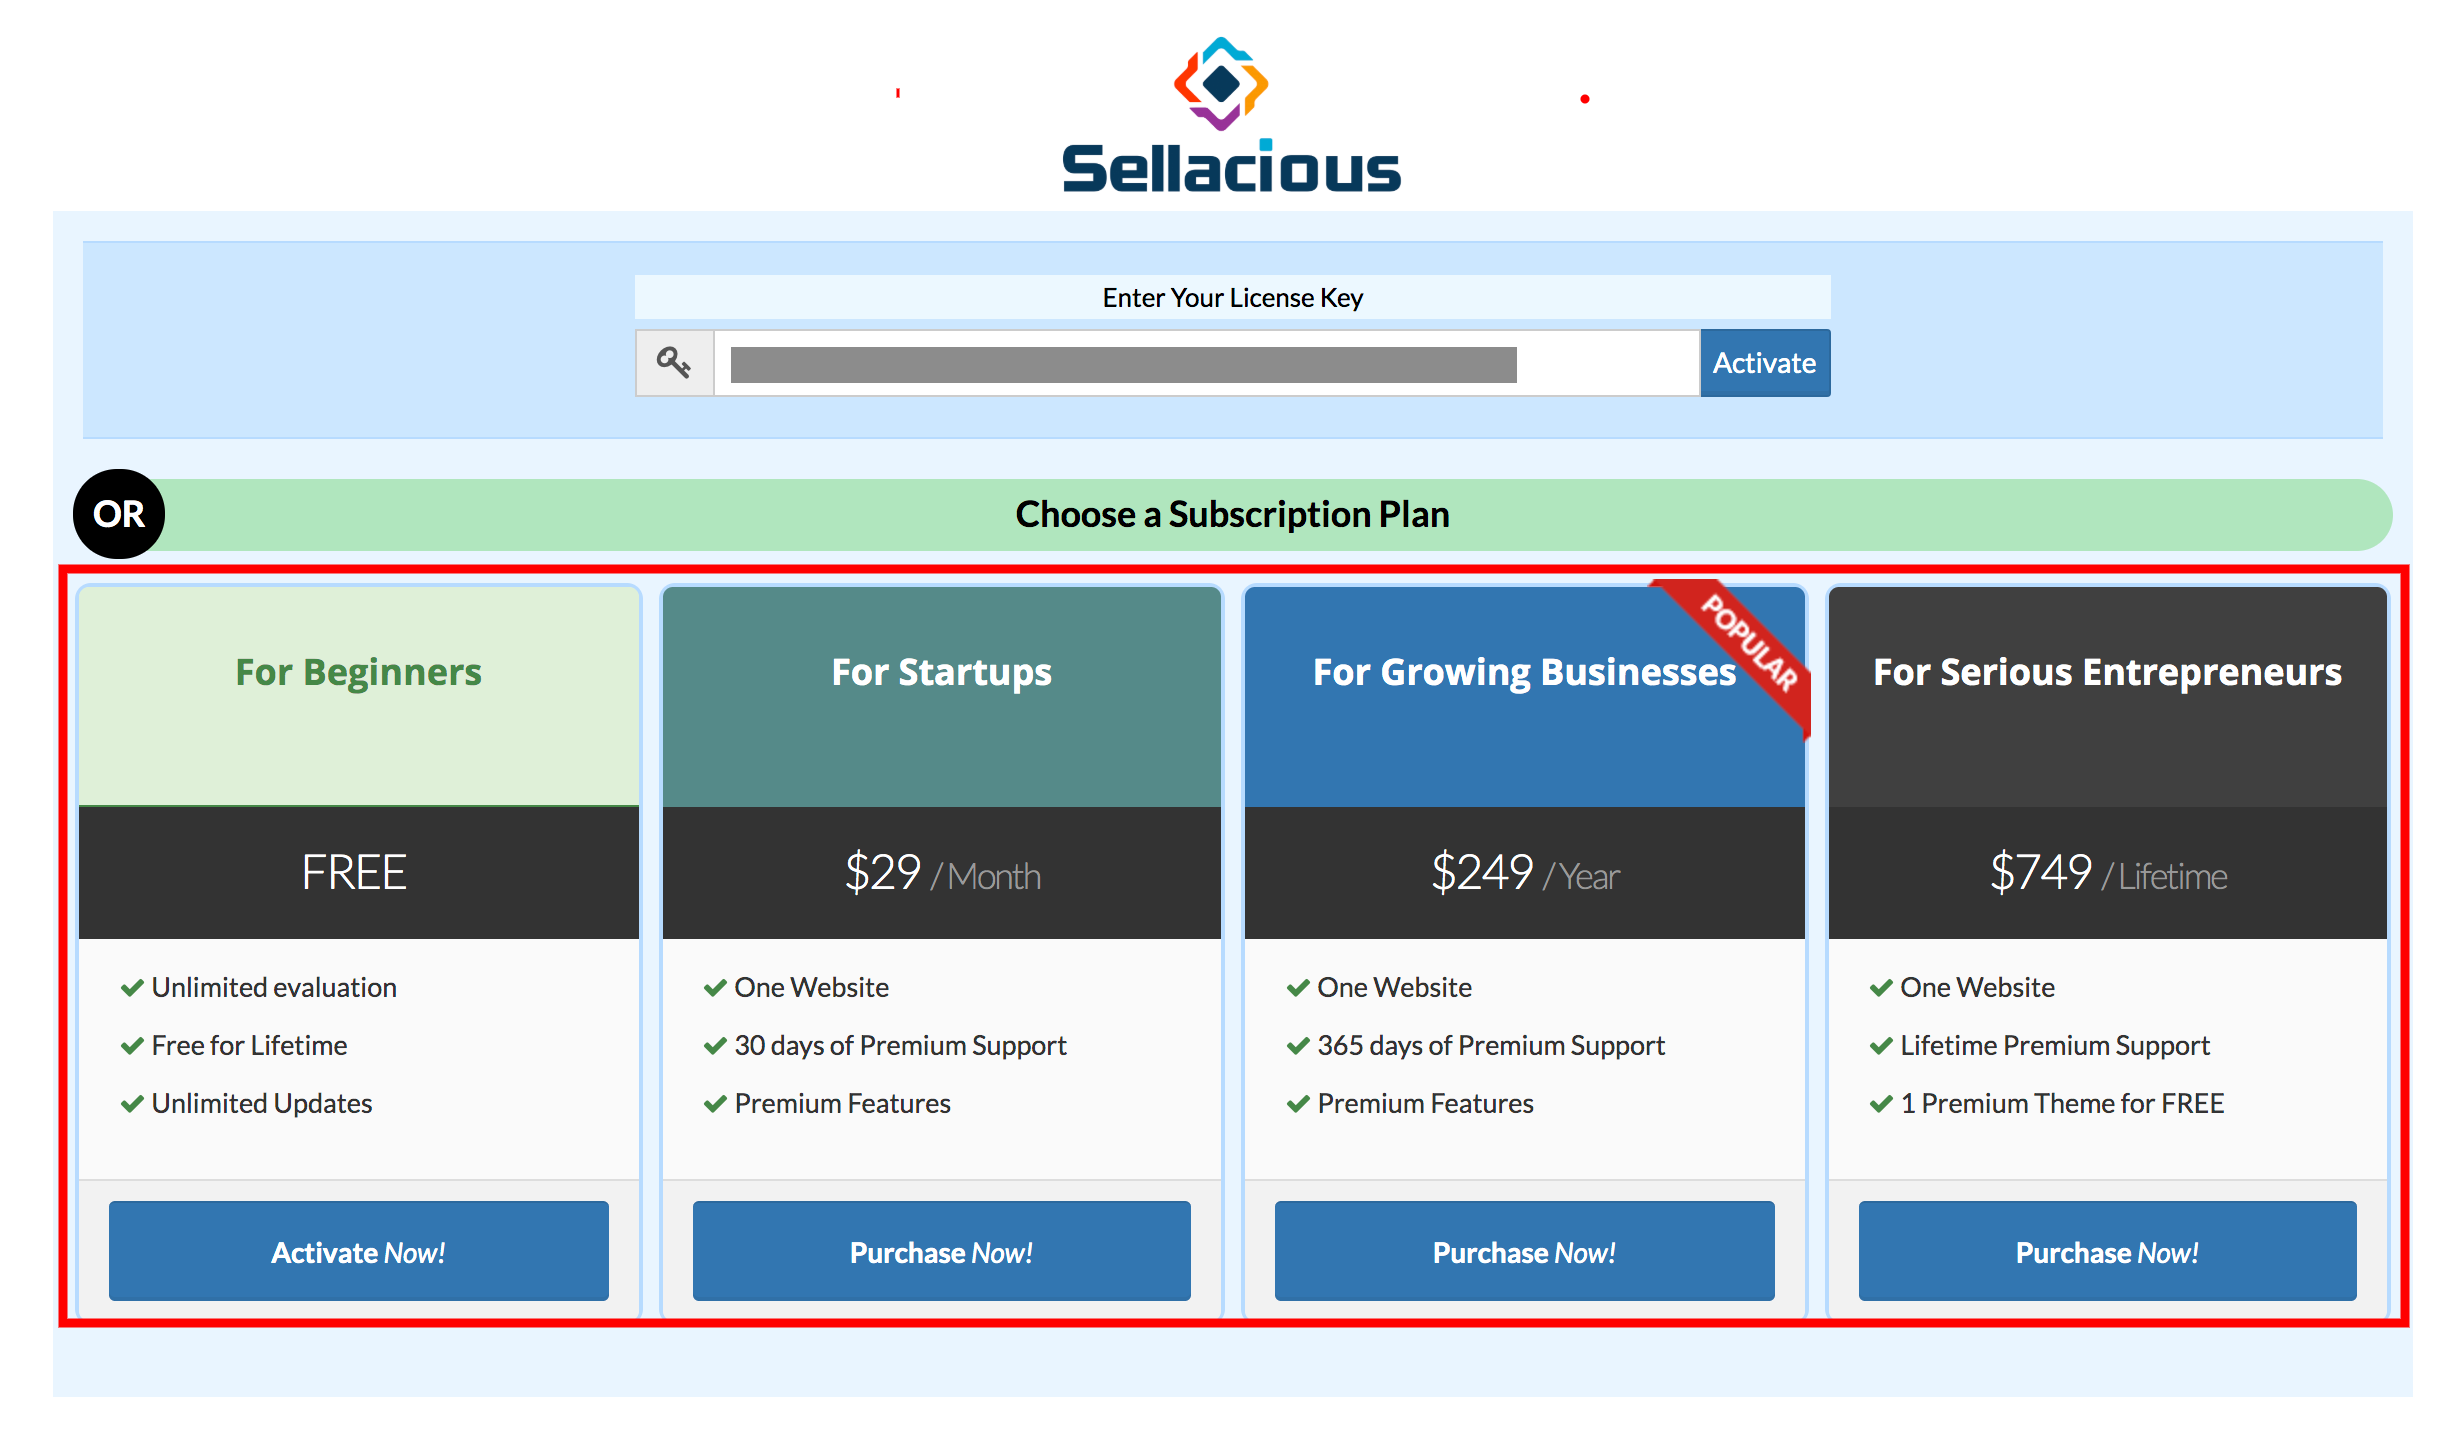 Sellacious
Enter Your License Key
Activate
OR
Choose a Subscription Plan
For Beginners
FREE
Unlimited evaluation
Free for Lifetime
Unlimited Updates
Activate Now!
For Startups
$29 / Month
One Website
30 days of Premium Support
Premium Features
Purchase Now!
POPULAR
For Growing Businesses
$249 / Year
One Website
365 days of Premium Support
Premium Features
Purchase Now!
For Serious Entrepreneurs
$749 / Lifetime
One Website
Lifetime Premium Support
1 Premium Theme for FREE
Purchase Now!